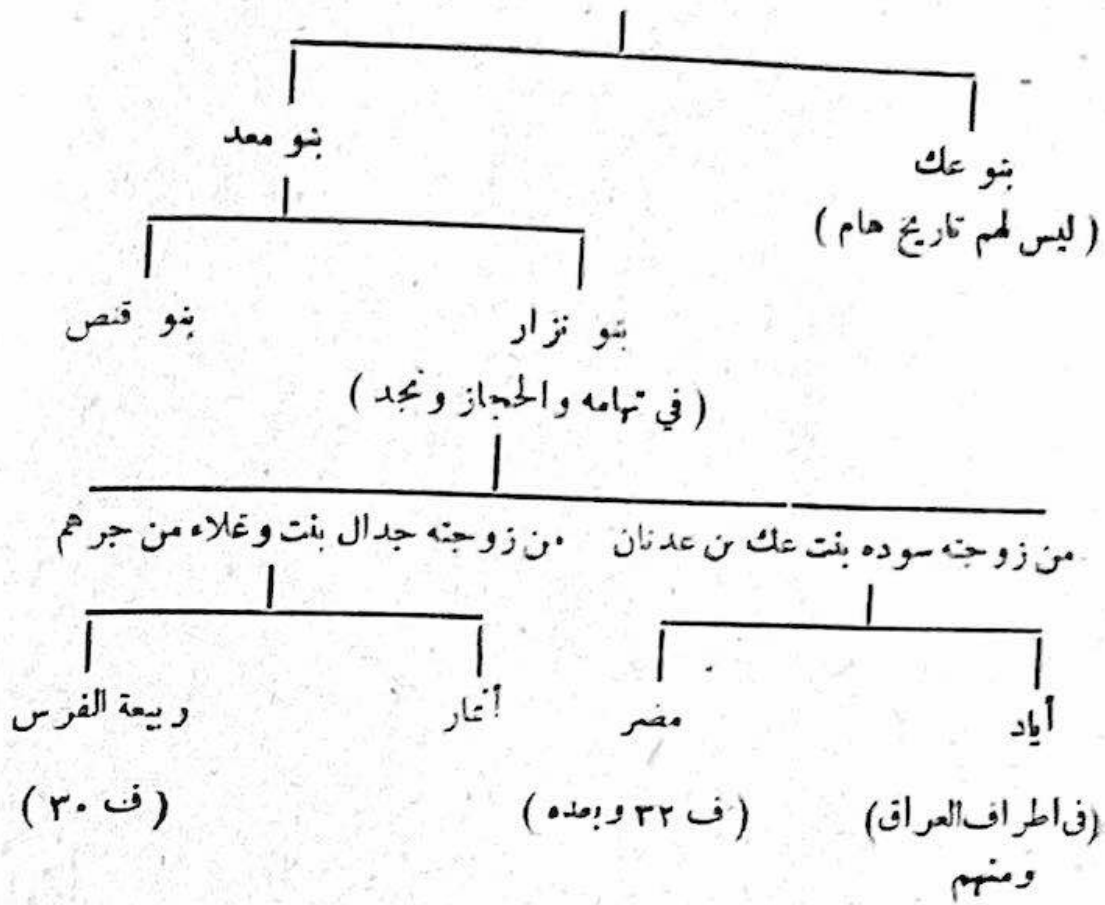 بنو عك بنو معد
( ليس لهم تاريخ هام )
بنو نزار بنو قنص
( في تهامه والحجاز ونجد )
من زوجته سوده بنت عك بن عدنان من زوجته جدال بنت وعلاء من جرهم
أياد مضر أنمار ربيعة الفرس
(فى اطراف العراق) ( ف ٣٢ وبعده ) ( ف ٣٠ )
ومنهم